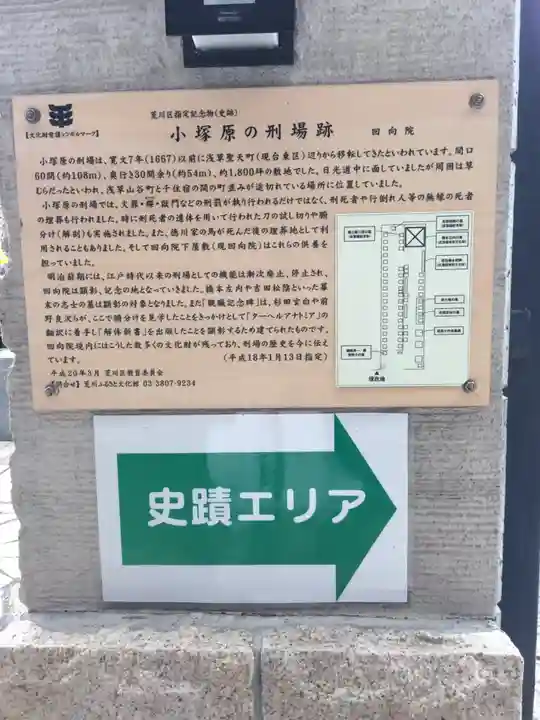 荒川区指定記念物(史跡)
【文化財愛護シンボルマーク】
小塚原の刑場跡 回向院
小塚原の刑場は、寛文7年(1667)以前に浅草聖天町(現台東区)辺りから移転してきたといわれています。間口
60間(約108m)、奥行き30間余り(約54m)、約1,800坪の敷地でした。日光道中に面していましたが周囲は草
むらだったといわれ、浅草山谷町と千住宿の間の町並みが途切れている場所に位置していました。
小塚原の刑場では、火罪・磔・獄門などの刑罰が執り行われるだけではなく、刑死者や行倒れ人等の無縁の死者
の埋葬も行われました。時に刑死者の遺体を用いて行われた刀の試し切りや腑
分け(解剖)も実施されました。また、徳川家の馬が死んだ後の埋葬地として
利用されることもありました。そして回向院下屋敷(現回向院)はこれらの供養を
担っていました。
明治前期には、江戸時代以来の刑場としての機能は漸次廃止、停止され、
回向院は顕彰、記念の地となっていきました。橋本左内や吉田松陰といった幕
末の志士の墓は顕彰の対象となりました。また「観臓記念碑」は、杉田玄白や前
野良沢らが、ここで腑分けを見学したことをきっかけとして「ターヘルアナトミア」の
翻訳に着手し「解体新書」を出版したことを顕彰するため建てられたものです。
回向院境内にはこうした数多くの文化財が残っており、刑場の歴史を今に伝え
ています。 (平成18年1月13日指定)
平成20年8月 荒川区教育委員会
【問合せ】荒川ふるさと文化館 03 3807-9234
▲
現在地
史蹟エリア